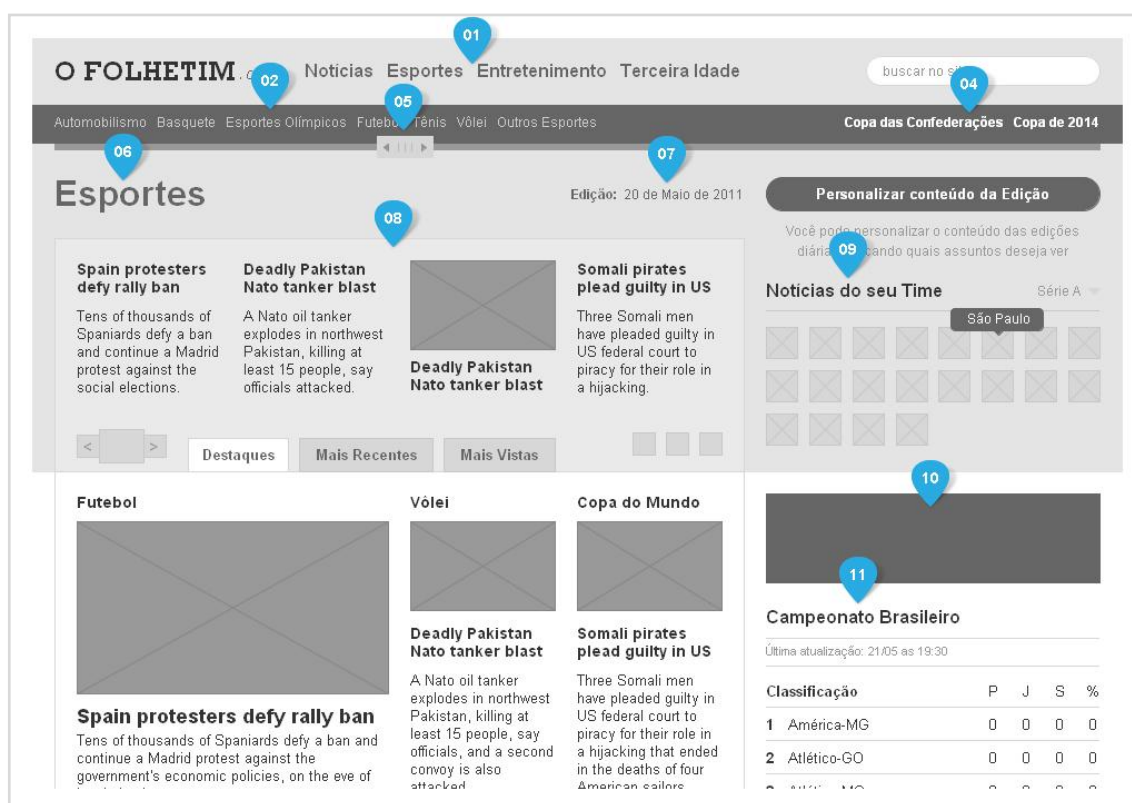 01
O FOLHETIM
Notícias Esportes Entretenimento Terceira Idade
buscar no
02
04
05
Automobilismo Basquete Esportes Olímpicos Tênis Vôlei Outros Esportes
Copa das Confederações Copa de 2014
06
07
Esportes
Edição: 20 de Maio de 2011
Personalizar conteúdo da Edição
Você pode personalizar o conteúdo das edições
quais assuntos deseja ver
08
09
Spain protesters
defy rally ban
Tens of thousands of
Spaniards defy a ban
and continue a Madrid
protest against the
social elections.
Deadly Pakistan
Nato tanker blast
A Nato oil tanker
explodes in northwest
Pakistan, killing at
least 15 people, say
officials attacked.
Deadly Pakistan
Nato tanker blast
Somali pirates
plead guilty in US
Three Somali men
have pleaded guilty in
US federal court to
piracy for their role in
a hijacking.
Notícias do seu Time
Série A
São Paulo
< >
Destaques
Mais Recentes
Mais Vistas
10
Futebol
Spain protesters defy rally ban
Tens of thousands of Spaniards defy a ban and
continue a Madrid protest against the
government's economic policies, on the eve of
Vôlei
Deadly Pakistan
Nato tanker blast
A Nato oil tanker
explodes in northwest
Pakistan, killing at
least 15 people, say
officials, and a second
convoy is also
attacked
Copa do Mundo
Somali pirates
plead guilty in US
Three Somali men
have pleaded guilty in
US federal court to
piracy for their role in
a hijacking that ended
in the deaths of four
American sailors
11
Campeonato Brasileiro
Última atualização: 21/05 as 19:30
Classificação P J S %
1 América-MG 0 0 0 0
2 Atlético-GO 0 0 0 0